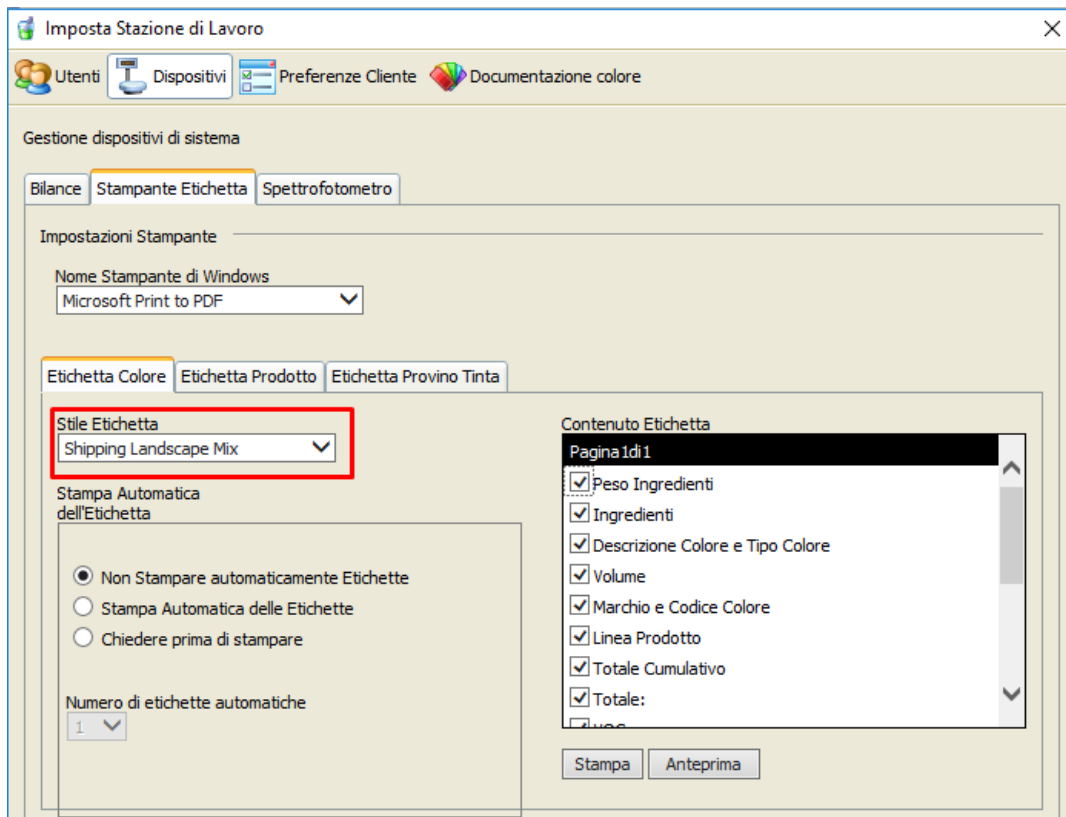 Imposta Stazione di Lavoro
Utenti Dispositivi Preferenze Cliente Documentazione colore
Gestione dispositivi di sistema
Bilance Stampante Etichetta Spettrofotometro
Impostazioni Stampante
Nome Stampante di Windows
Microsoft Print to PDF
Etichetta Colore Etichetta Prodotto Etichetta Provino Tinta
Stile Etichetta
Shipping Landscape Mix
Stampa Automatica
dell'Etichetta
Non Stampare automaticamente Etichette
Stampa Automatica delle Etichette
Chiedere prima di stampare
Numero di etichette automatiche
1
Contenuto Etichetta
Pagina1di1
Peso Ingredienti
Ingredienti
Descrizione Colore e Tipo Colore
Volume
Marchio e Codice Colore
Linea Prodotto
Totale Cumulativo
Totale:
Stampa Anteprima